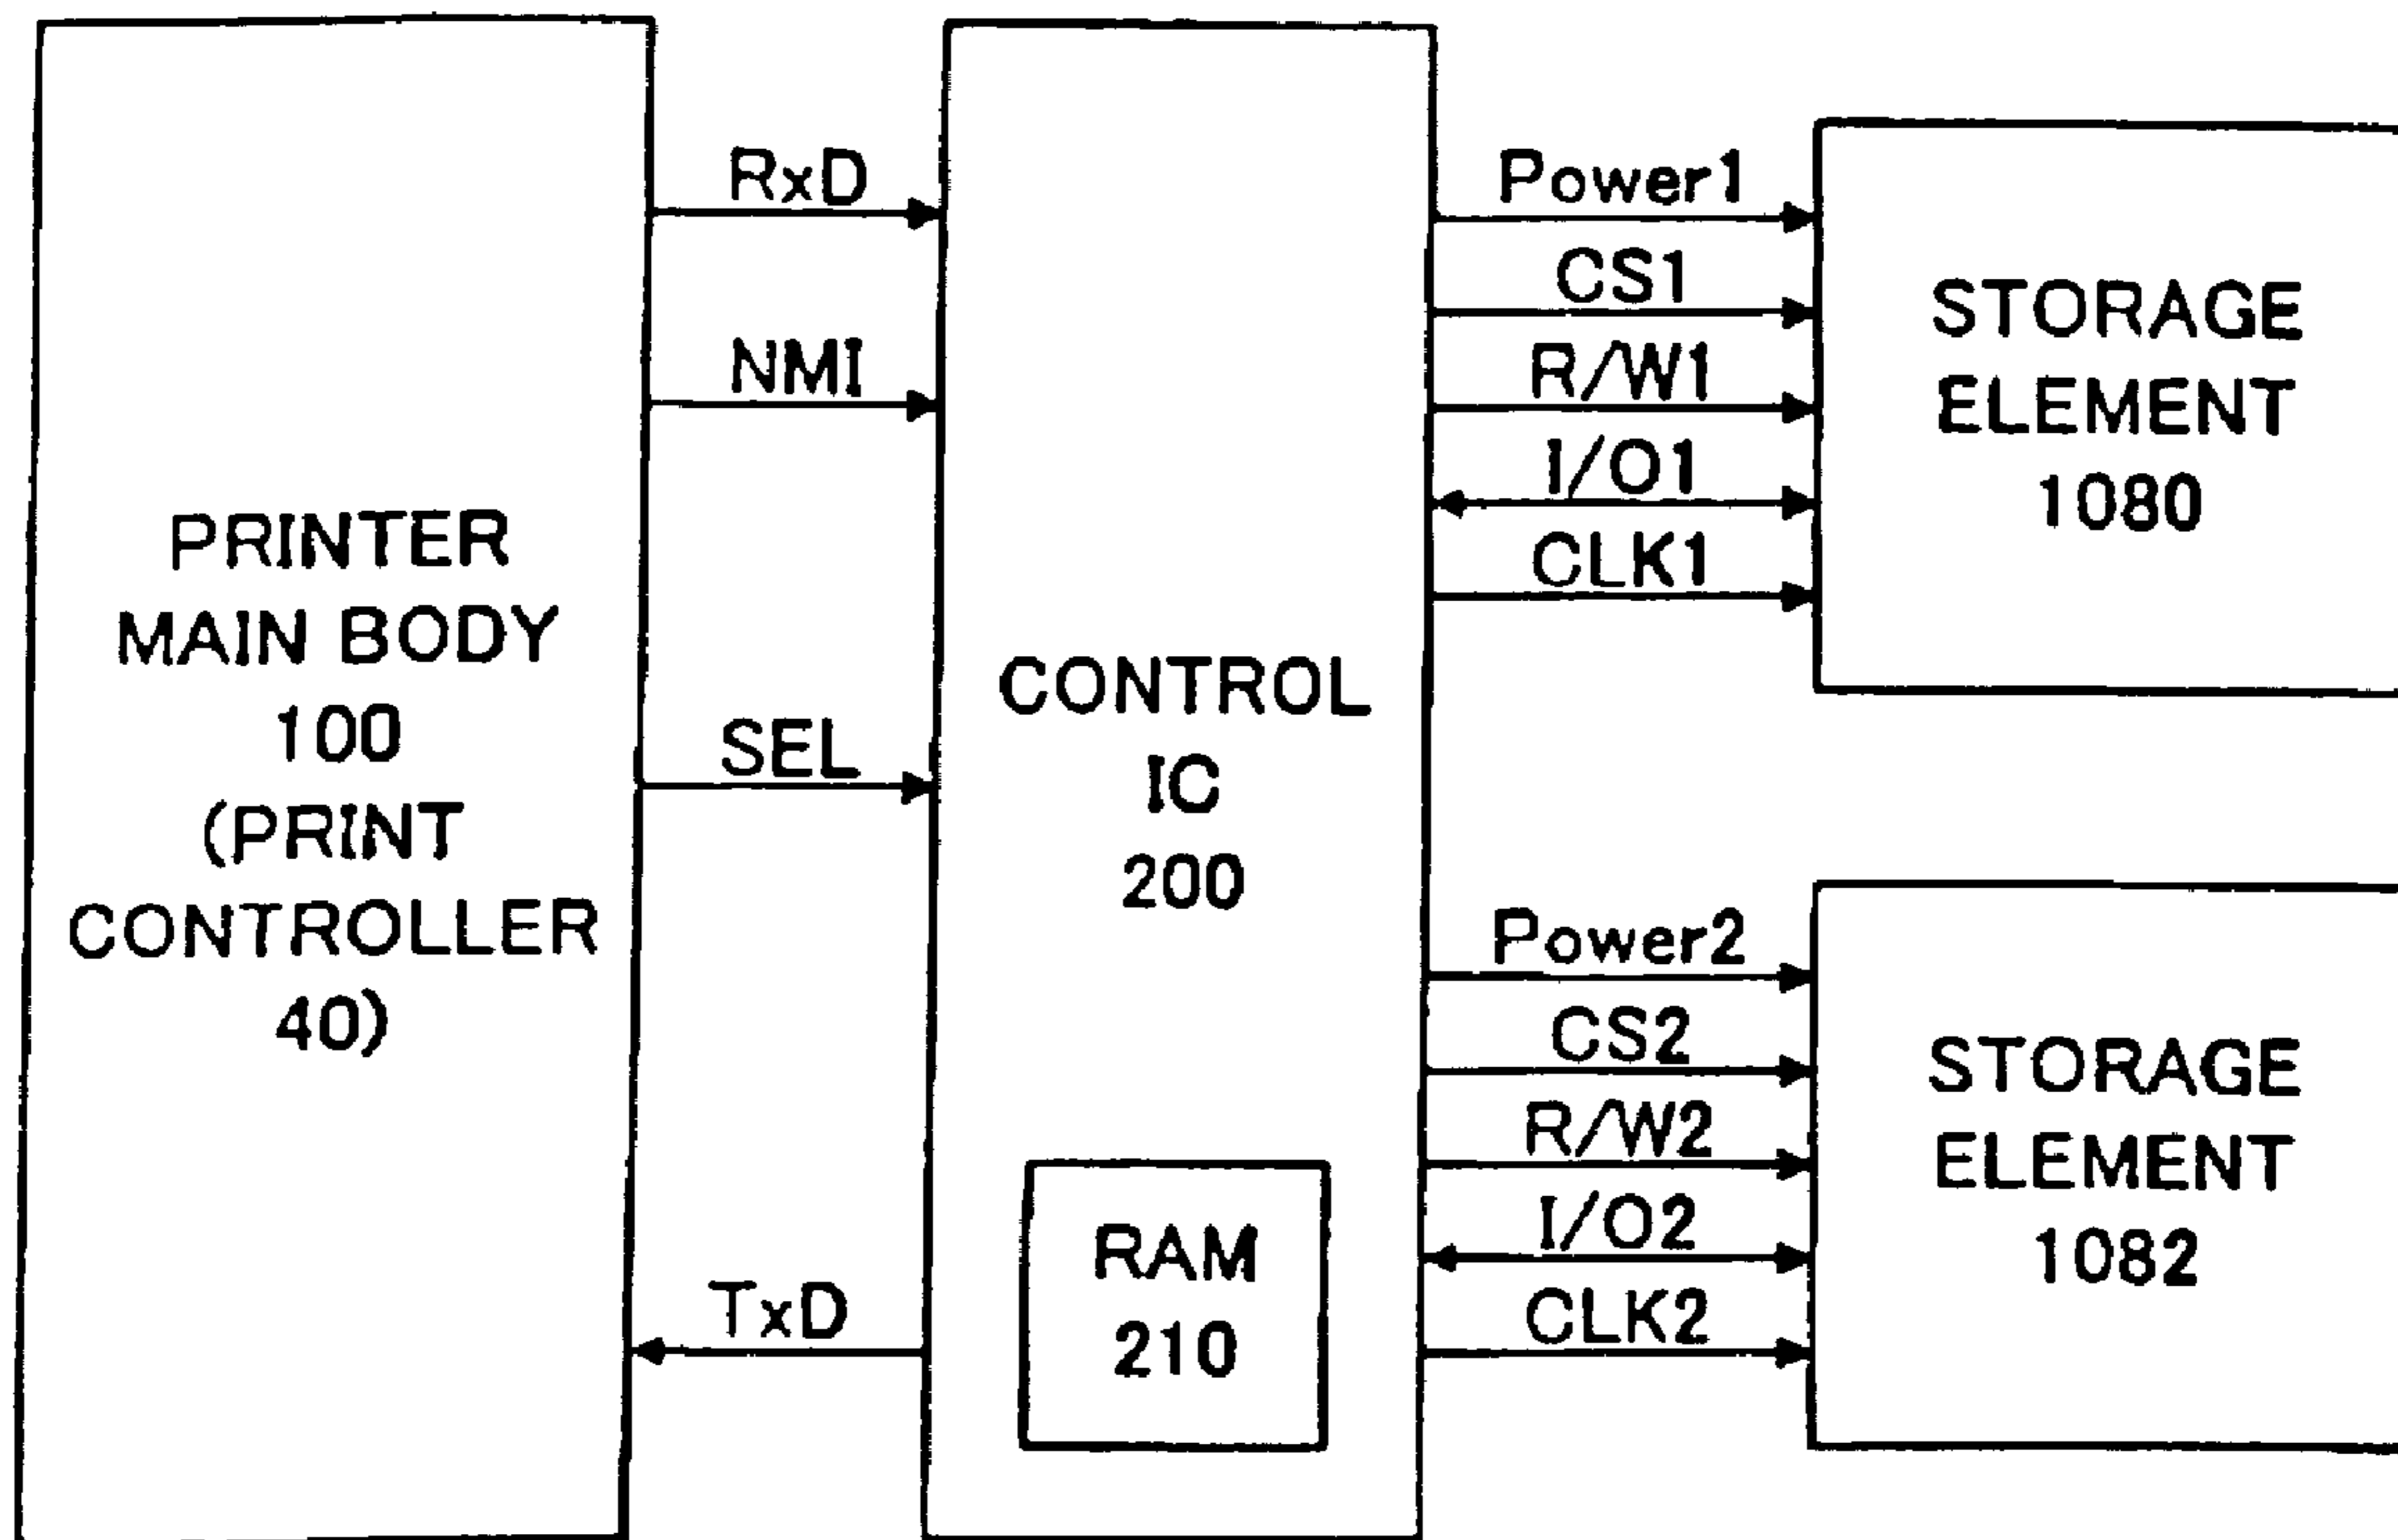 PRINTER
MAIN BODY
100
(PRINT
CONTROLLER
40)
RxD
NMI
SEL
TxD
CONTROL
IC
200
RAM
210
Power1
CS1
R/W1
I/O1
CLK1
STORAGE
ELEMENT
1080
Power2
CS2
R/W2
I/O2
CLK2
STORAGE
ELEMENT
1082